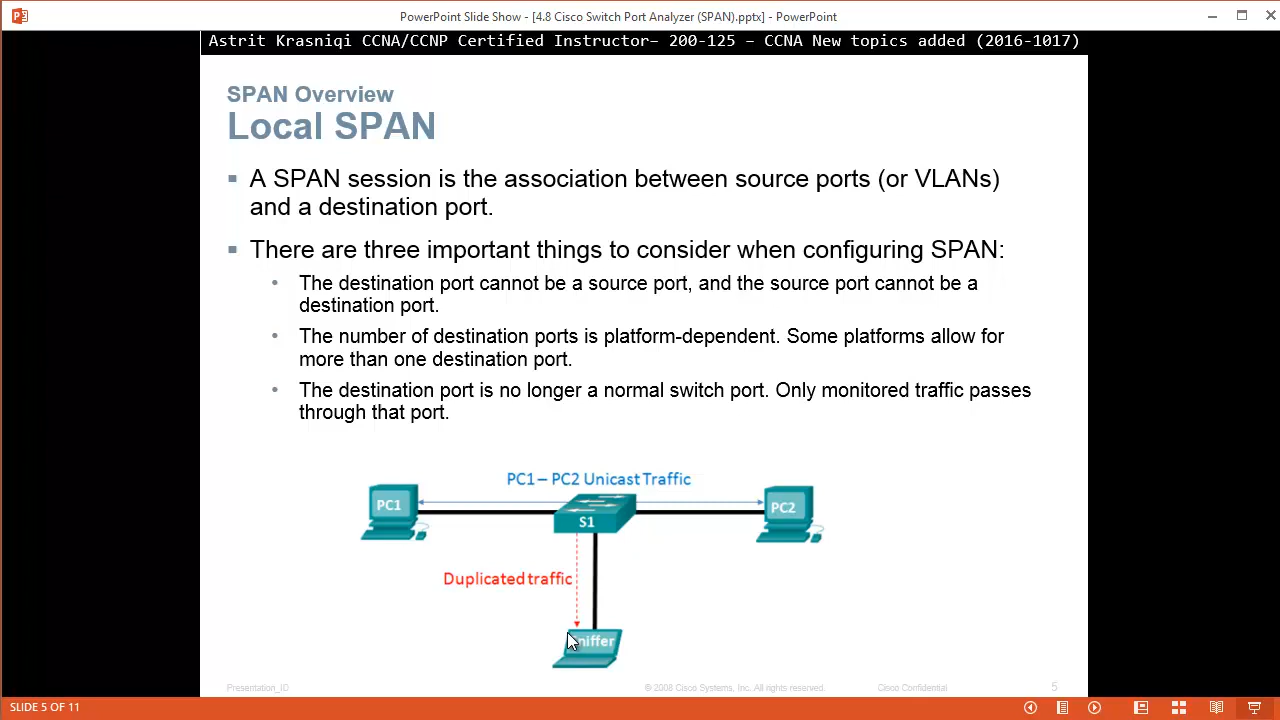 PowerPoint Slide Show - [4.8 Cisco Switch Port Analyzer (SPAN).pptx] - PowerPoint
Astrit Krasniqi CCNA/CCNP Certified Instructor– 200-125 – CCNA New topics added (2016-1017)
SPAN Overview
Local SPAN
▪ A SPAN session is the association between source ports (or VLANs)
and a destination port.
▪ There are three important things to consider when configuring SPAN:
• The destination port cannot be a source port, and the source port cannot be a
destination port.
• The number of destination ports is platform-dependent. Some platforms allow for
more than one destination port.
• The destination port is no longer a normal switch port. Only monitored traffic passes
through that port.
PC1 – PC2 Unicast Traffic
PC1
S1
PC2
Duplicated traffic
niffer
Presentation_ID
© 2008 Cisco Systems, Inc. All rights reserved.
Cisco Confidential
5
SLIDE 5 OF 11